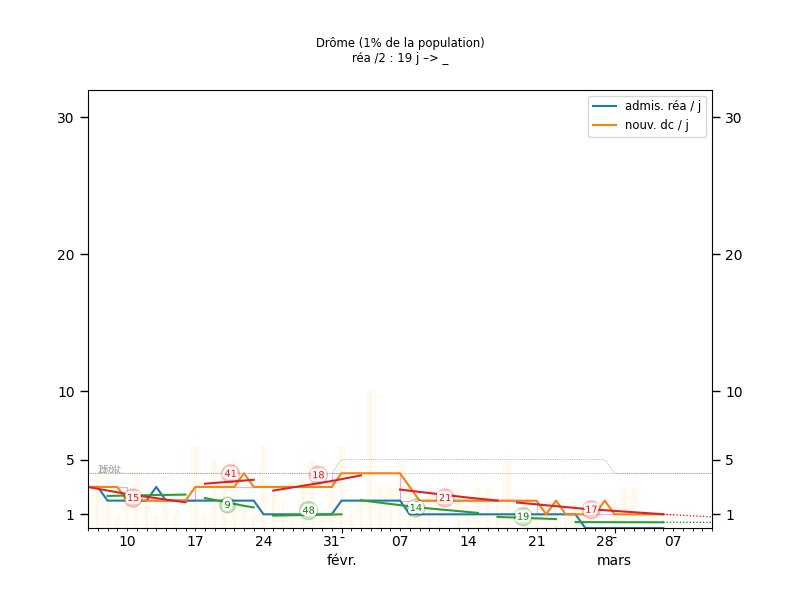 Drôme (1% de la population)
réa /2 : 19 j –> _
admis. réa / j
nouv. dc / j
30 30
20 20
10 10
5 5
1 1
41 18
15 9 48 14 21 19 17
10 17 24 31 07 14 21 28 07
févr. mars